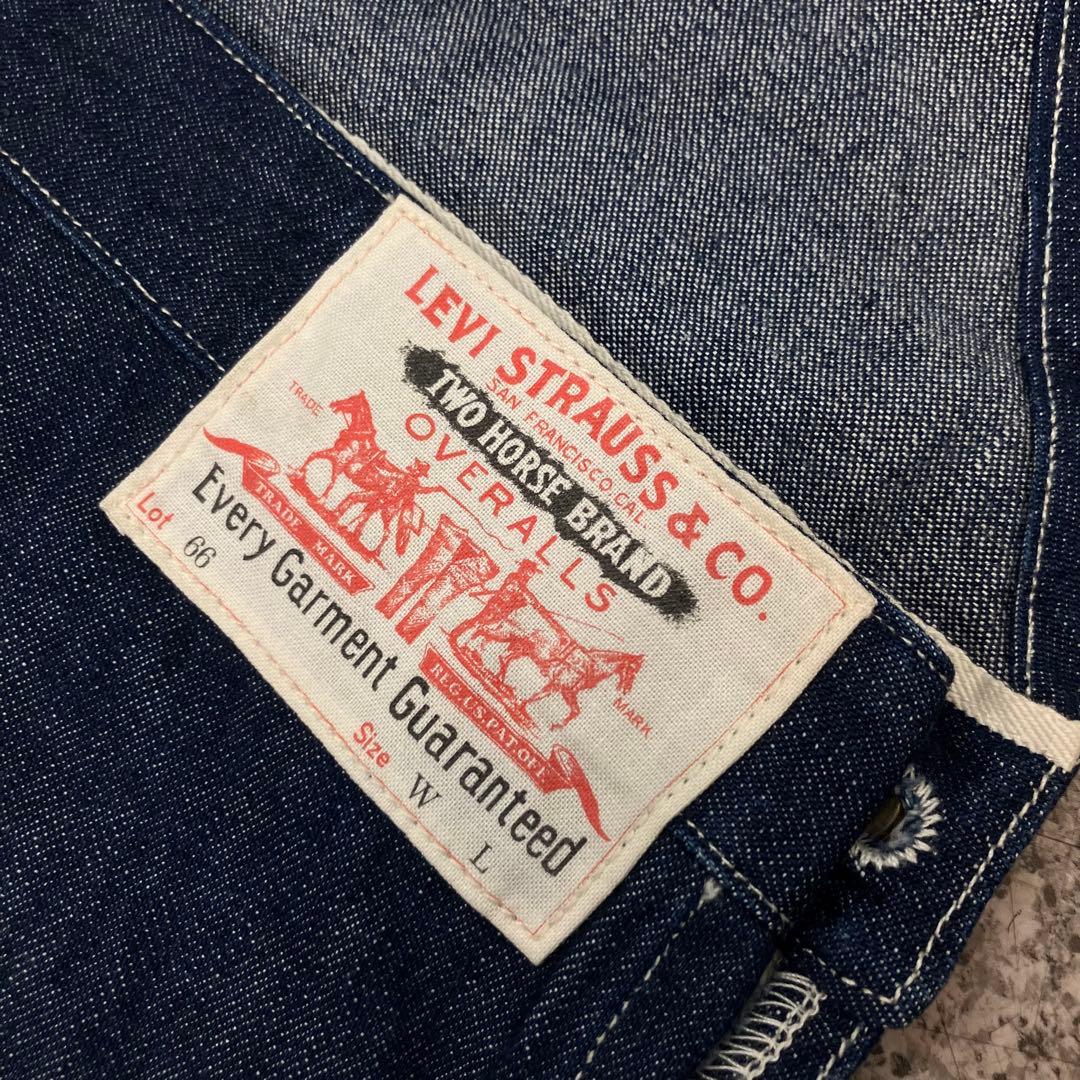 LEVI STRAUSS & CO.
SAN FRANCISCO, CAL.
TWO HORSE BRAND
OVERALLS
TRADE MARK
TRADE MARK REG.U.S.PAT.OFF.
Every Garment Guaranteed
Lot 66 Size W L